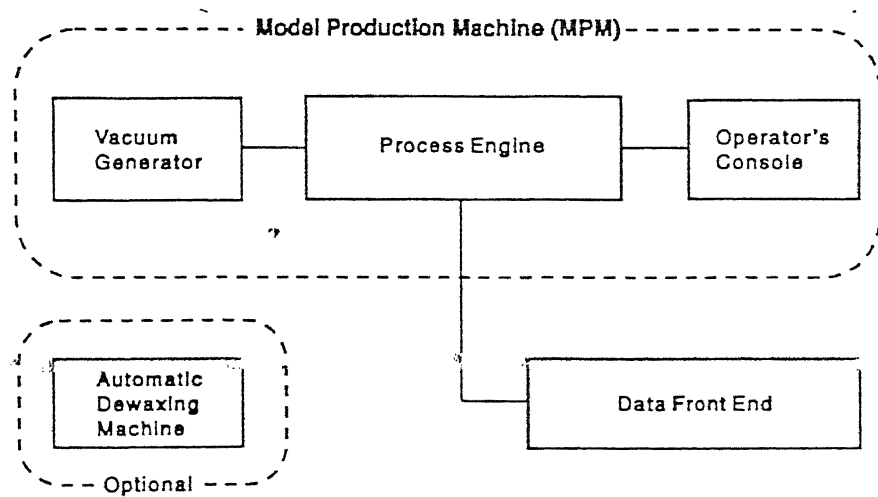 Model Production Machine (MPM)
Vacuum
Generator
Process Engine
Operator's
Console
Automatic
Dewaxing
Machine
Data Front End
Optional